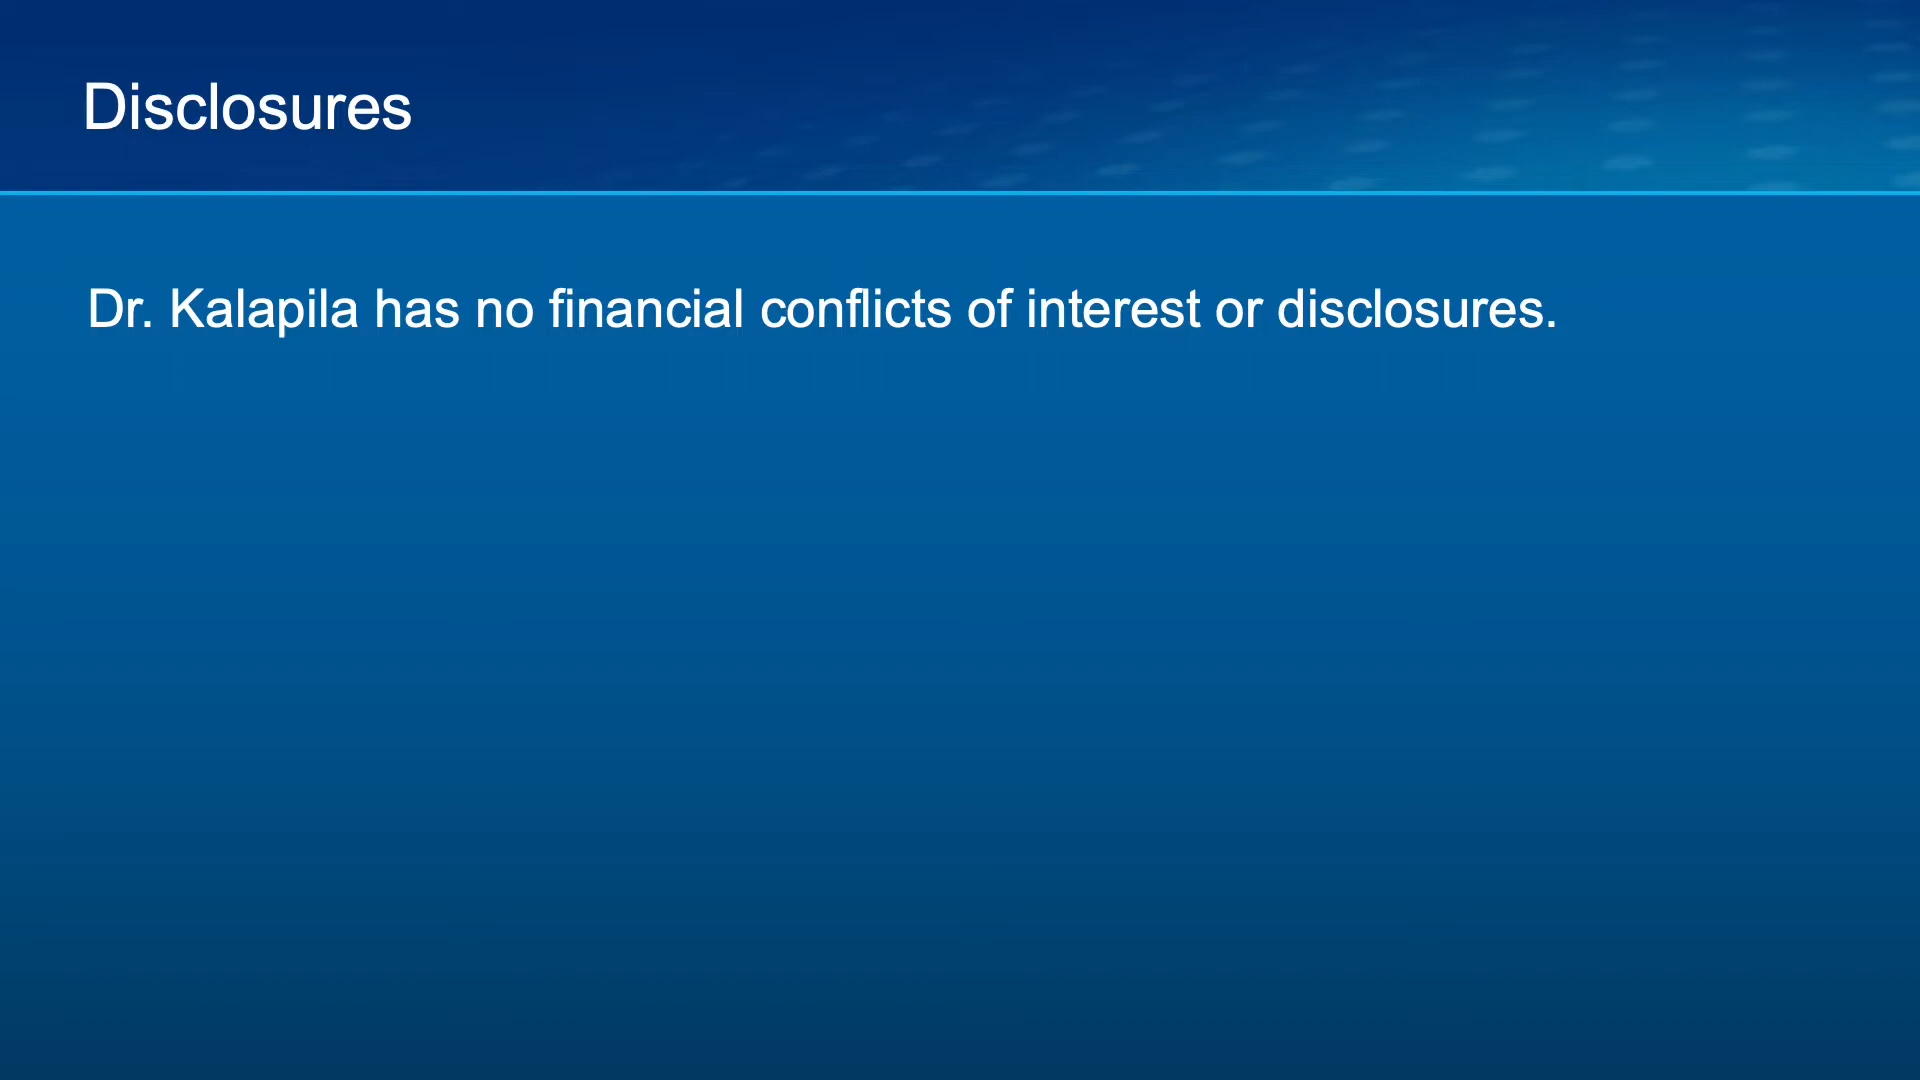 Disclosures
Dr. Kalapila has no financial conflicts of interest or disclosures.